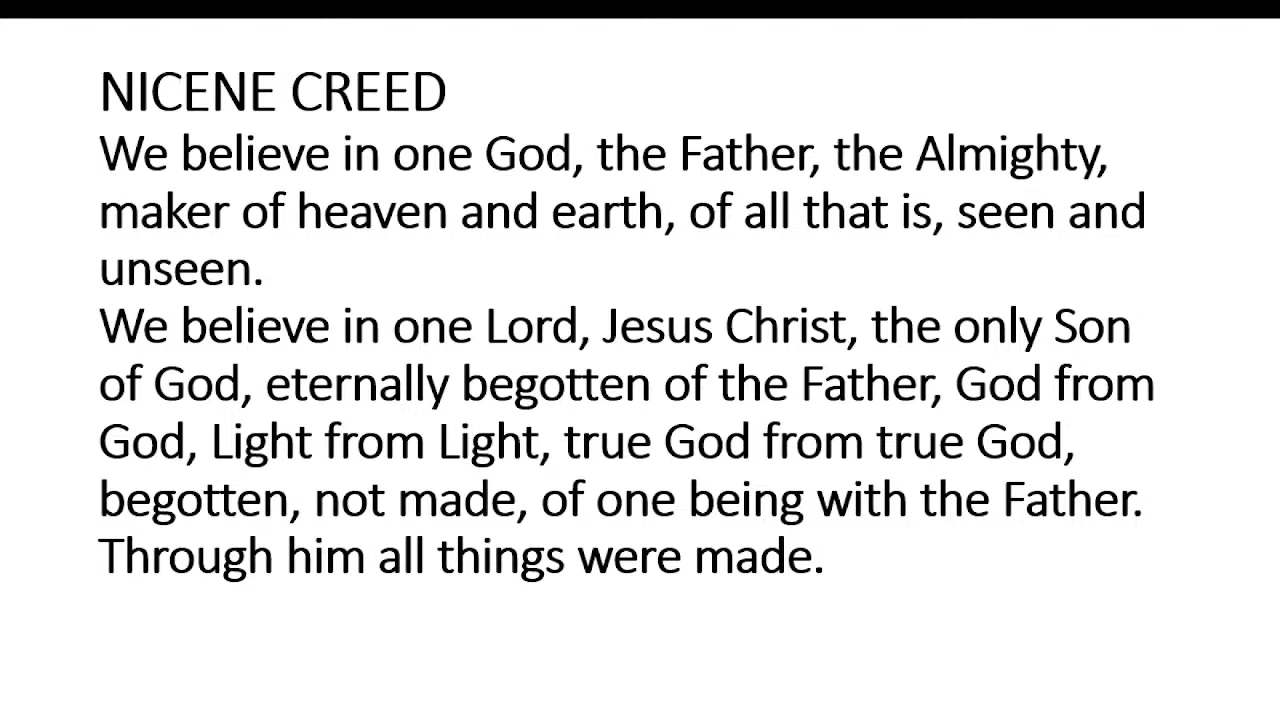 NICENE CREED
We believe in one God, the Father, the Almighty,
maker of heaven and earth, of all that is, seen and
unseen.
We believe in one Lord, Jesus Christ, the only Son
of God, eternally begotten of the Father, God from
God, Light from Light, true God from true God,
begotten, not made, of one being with the Father.
Through him all things were made.